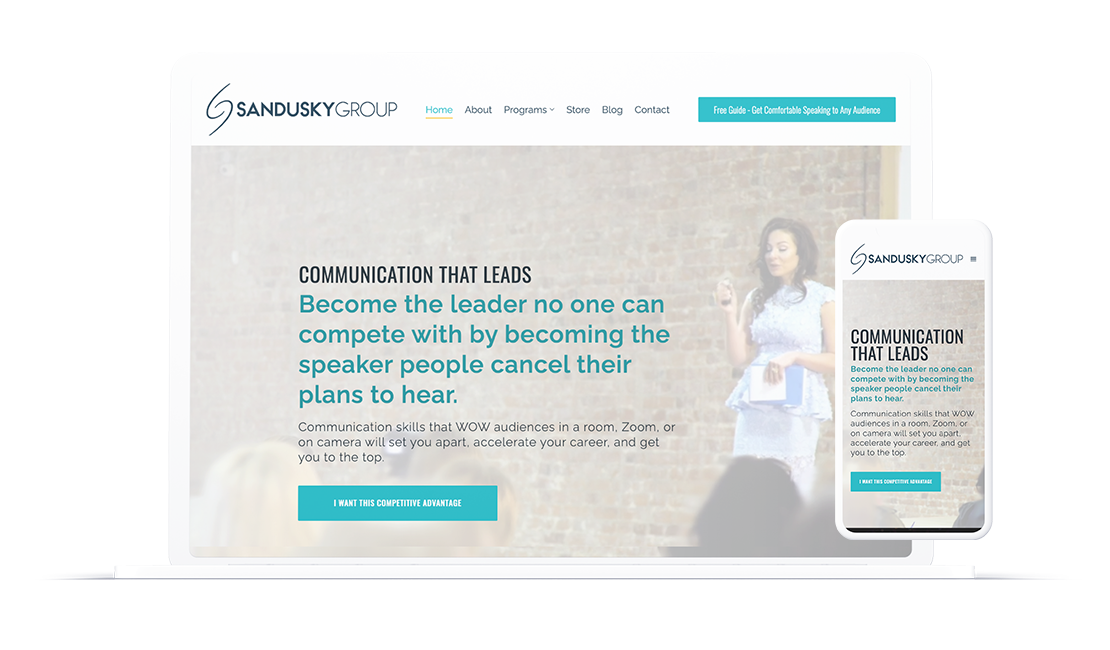 SANDUSKYGROUP
Home About Programs Store Blog Contact
Free Guide - Get Comfortable Speaking to Any Audience
COMMUNICATION THAT LEADS
Become the leader no one can
compete with by becoming the
speaker people cancel their
plans to hear.
Communication skills that WOW audiences in a room, Zoom, or
on camera will set you apart, accelerate your career, and get
you to the top.
I WANT THIS COMPETITIVE ADVANTAGE
SANDUSKYGROUP
COMMUNICATION
THAT LEADS
Become the leader no one can
compete with by becoming the
speaker people cancel their
plans to hear.
Communication skills that WOW
audiences in a room, Zoom, or
on camera will set you apart,
accelerate your career, and get
you to the top.
I WANT THIS COMPETITIVE ADVANTAGE